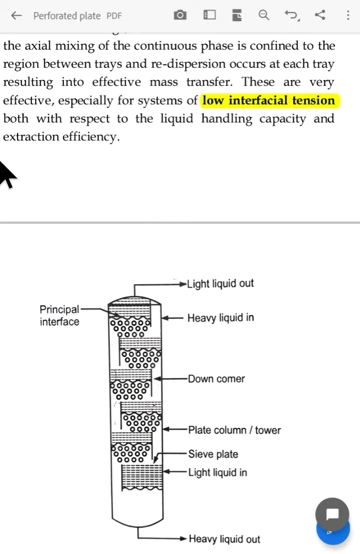 Perforated plate PDF
the axial mixing of the continuous phase is confined to the
region between trays and re-dispersion occurs at each tray
resulting into effective mass transfer. These are very
effective, especially for systems of low interfacial tension
both with respect to the liquid handling capacity and
extraction efficiency.
Light liquid out
Principal
interface
Heavy liquid in
Down comer
Plate column / tower
Sieve plate
Light liquid in
Heavy liquid out